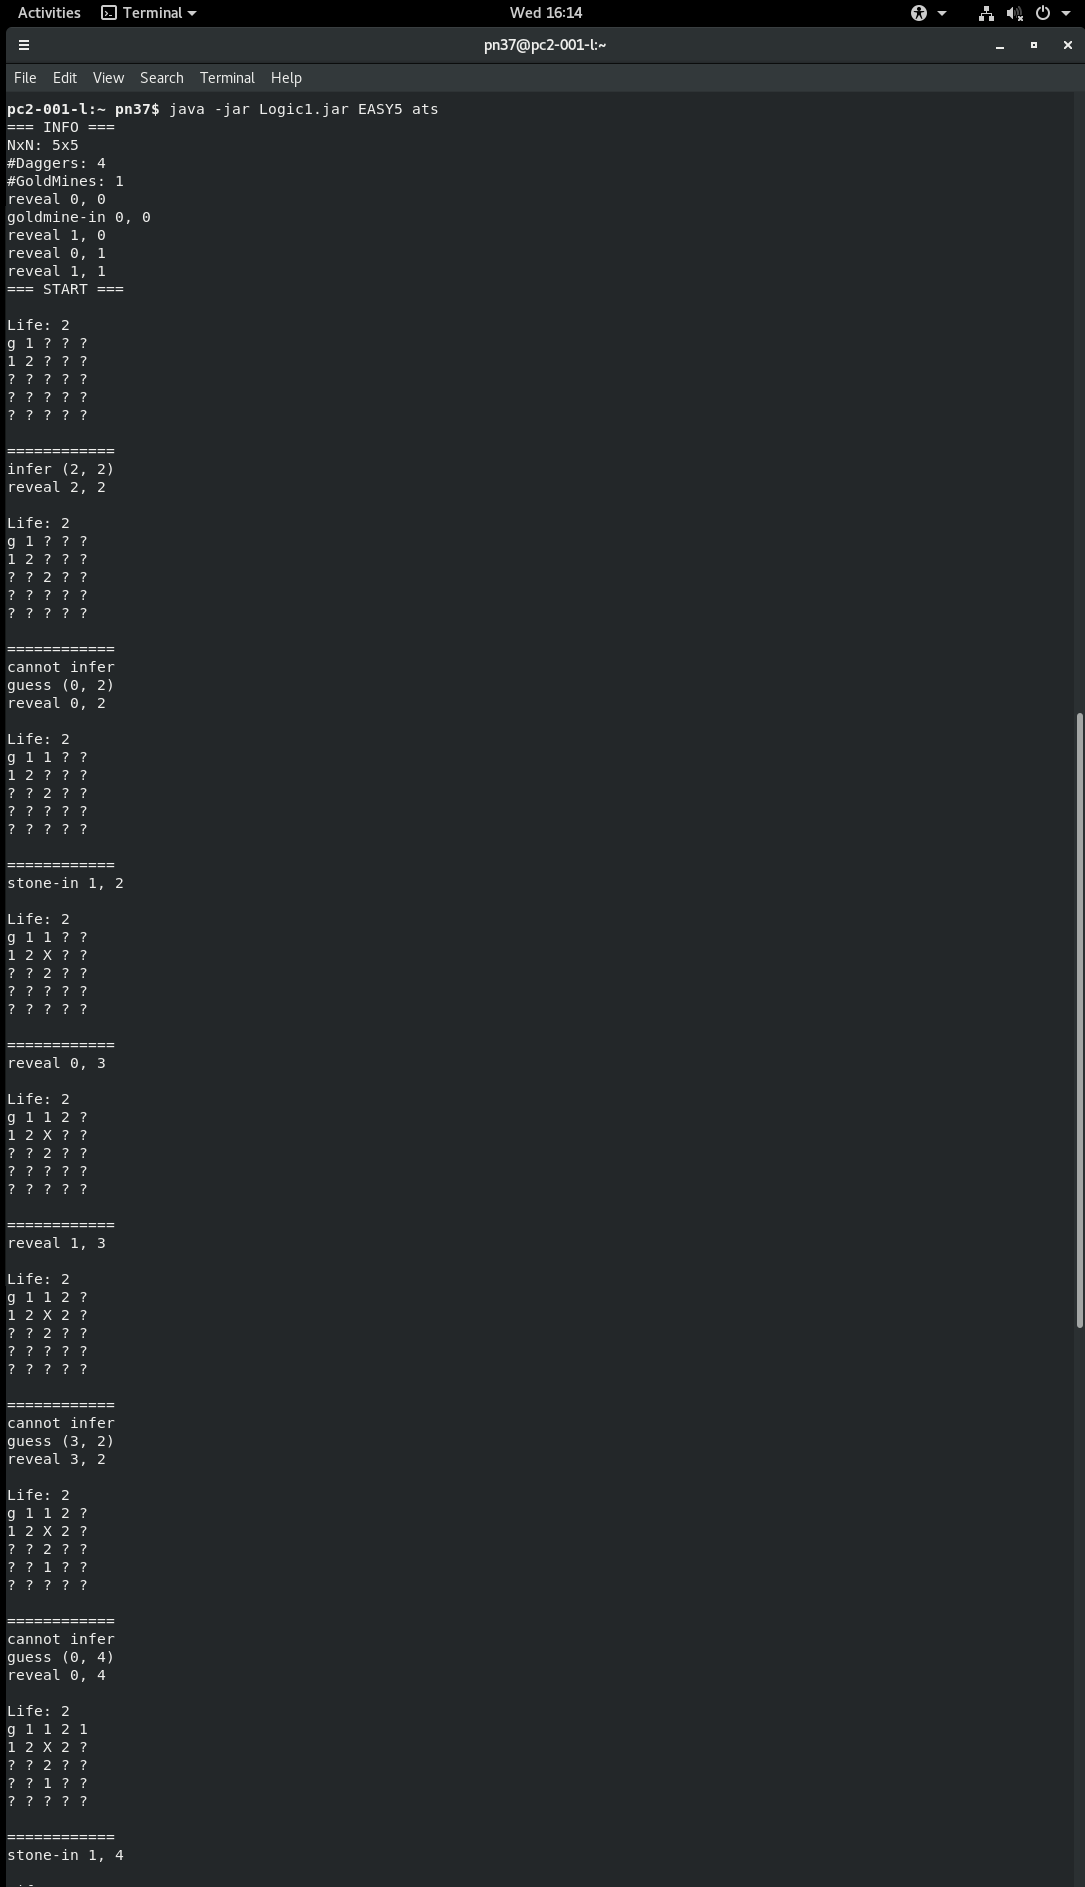 Activities Terminal Wed 16:14
pn37@pc2-001-l:~
File Edit View Search Terminal Help
pc2-001-l:~ pn37$ java -jar Logic1.jar EASY5 ats
=== INFO ===
NxN: 5x5
#Daggers: 4
#GoldMines: 1
reveal 0, 0
goldmine-in 0, 0
reveal 1, 0
reveal 0, 1
reveal 1, 1
=== START ===
Life: 2
g 1 ? ? ?
1 2 ? ? ?
? ? ? ? ?
? ? ? ? ?
? ? ? ? ?
============
infer (2, 2)
reveal 2, 2
Life: 2
g 1 ? ? ?
1 2 ? ? ?
? ? 2 ? ?
? ? ? ? ?
? ? ? ? ?
============
cannot infer
guess (0, 2)
reveal 0, 2
Life: 2
g 1 1 ? ?
1 2 ? ? ?
? ? 2 ? ?
? ? ? ? ?
? ? ? ? ?
============
stone-in 1, 2
Life: 2
g 1 1 ? ?
1 2 X ? ?
? ? 2 ? ?
? ? ? ? ?
? ? ? ? ?
============
reveal 0, 3
Life: 2
g 1 1 2 ?
1 2 X ? ?
? ? 2 ? ?
? ? ? ? ?
? ? ? ? ?
============
reveal 1, 3
Life: 2
g 1 1 2 ?
1 2 X 2 ?
? ? 2 ? ?
? ? ? ? ?
? ? ? ? ?
============
cannot infer
guess (3, 2)
reveal 3, 2
Life: 2
g 1 1 2 ?
1 2 X 2 ?
? ? 2 ? ?
? ? 1 ? ?
? ? ? ? ?
============
cannot infer
guess (0, 4)
reveal 0, 4
Life: 2
g 1 1 2 1
1 2 X 2 ?
? ? 2 ? ?
? ? 1 ? ?
? ? ? ? ?
============
stone-in 1, 4